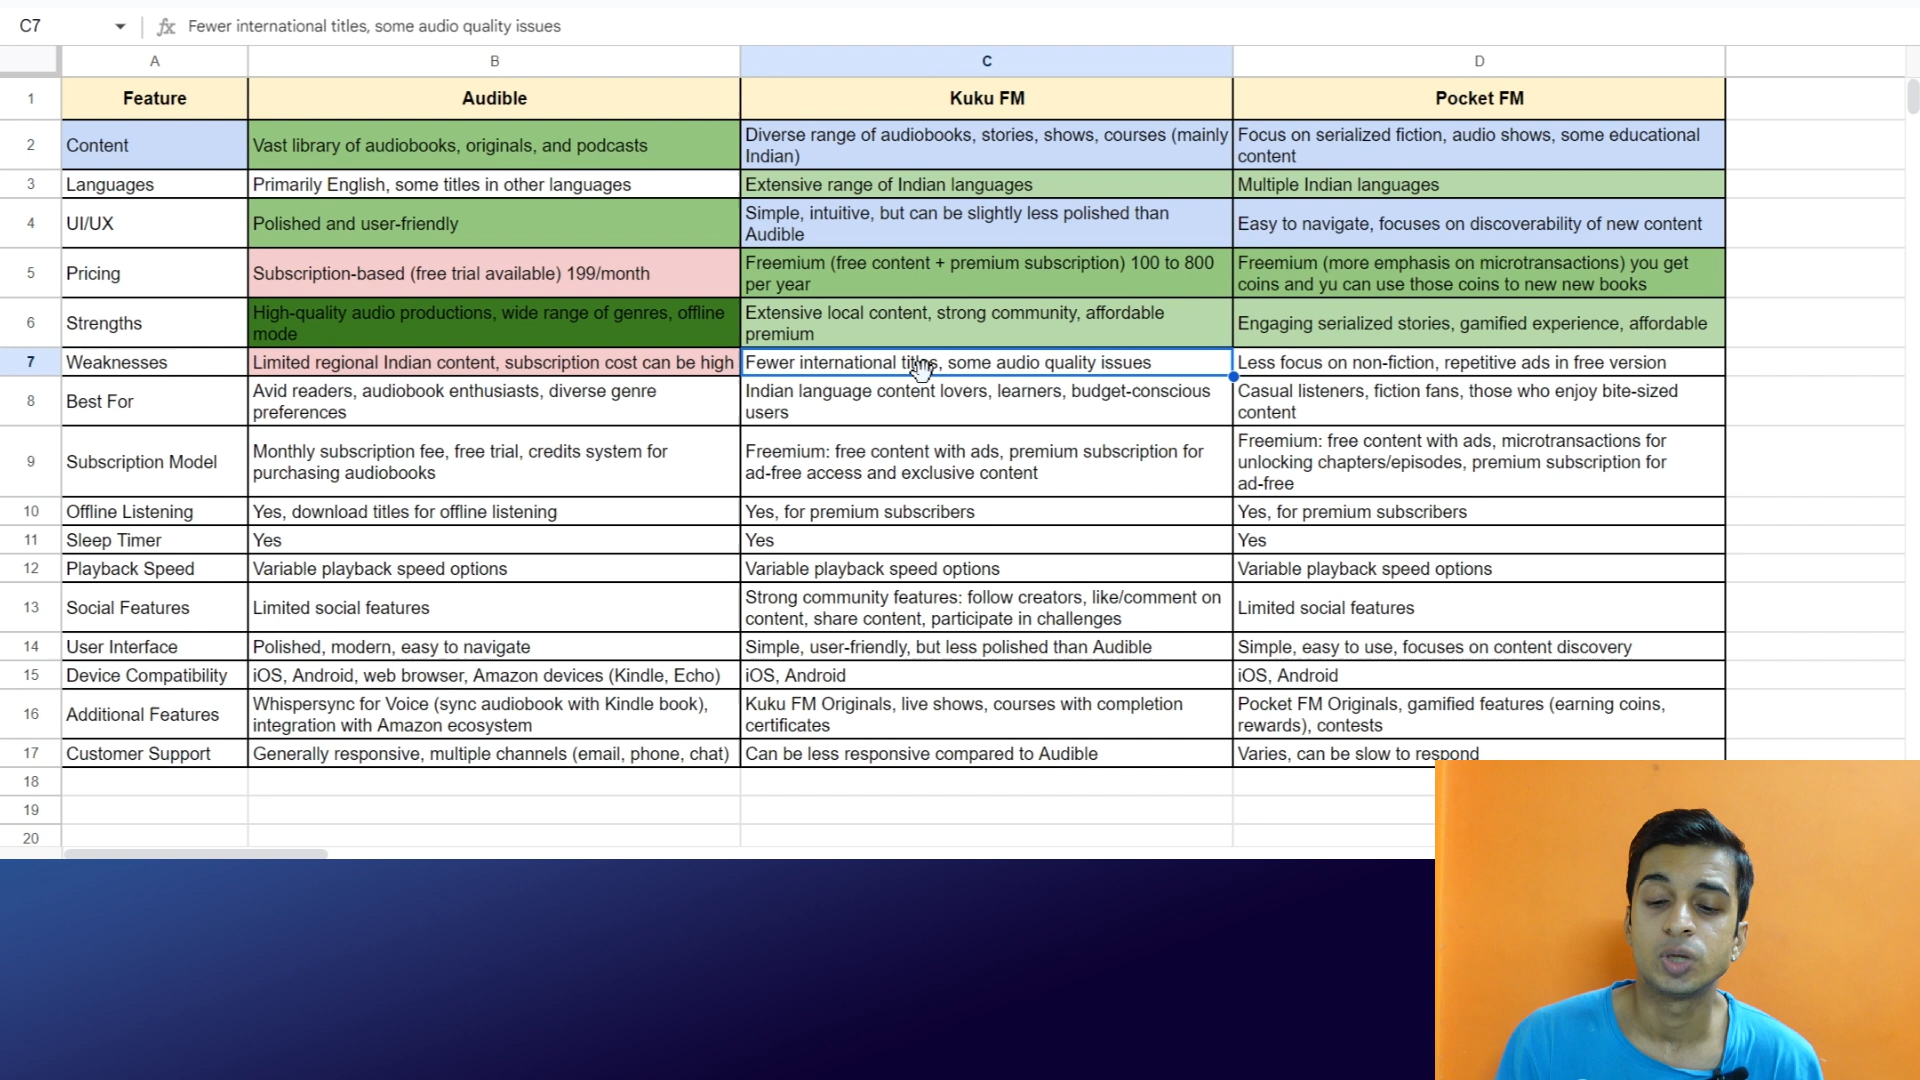 C7
fx Fewer international titles, some audio quality issues
A B C D
1 Feature Audible Kuku FM Pocket FM
2 Content Vast library of audiobooks, originals, and podcasts
Diverse range of audiobooks, stories, shows, courses (mainly
Indian)
Focus on serialized fiction, audio shows, some educational
content
3 Languages Primarily English, some titles in other languages Extensive range of Indian languages Multiple Indian languages
4 UI/UX Polished and user-friendly
Simple, intuitive, but can be slightly less polished than
Audible
Easy to navigate, focuses on discoverability of new content
5 Pricing Subscription-based (free trial available) 199/month
Freemium (free content + premium subscription) 100 to 800
per year
Freemium (more emphasis on microtransactions) you get
coins and yu can use those coins to new new books
6 Strengths
High-quality audio productions, wide range of genres, offline
mode
Extensive local content, strong community, affordable
premium
Engaging serialized stories, gamified experience, affordable
7 Weaknesses Limited regional Indian content, subscription cost can be high Fewer international titles, some audio quality issues Less focus on non-fiction, repetitive ads in free version
8 Best For
Avid readers, audiobook enthusiasts, diverse genre
preferences
Indian language content lovers, learners, budget-conscious
users
Casual listeners, fiction fans, those who enjoy bite-sized
content
9 Subscription Model
Monthly subscription fee, free trial, credits system for
purchasing audiobooks
Freemium: free content with ads, premium subscription for
ad-free access and exclusive content
Freemium: free content with ads, microtransactions for
unlocking chapters/episodes, premium subscription for
ad-free
10 Offline Listening Yes, download titles for offline listening Yes, for premium subscribers Yes, for premium subscribers
11 Sleep Timer Yes Yes Yes
12 Playback Speed Variable playback speed options Variable playback speed options Variable playback speed options
13 Social Features Limited social features
Strong community features: follow creators, like/comment on
content, share content, participate in challenges
Limited social features
14 User Interface Polished, modern, easy to navigate Simple, user-friendly, but less polished than Audible Simple, easy to use, focuses on content discovery
15 Device Compatibility iOS, Android, web browser, Amazon devices (Kindle, Echo) iOS, Android iOS, Android
16 Additional Features
Whispersync for Voice (sync audiobook with Kindle book),
integration with Amazon ecosystem
Kuku FM Originals, live shows, courses with completion
certificates
Pocket FM Originals, gamified features (earning coins,
rewards), contests
17 Customer Support Generally responsive, multiple channels (email, phone, chat) Can be less responsive compared to Audible Varies, can be slow to respond
18
19
20